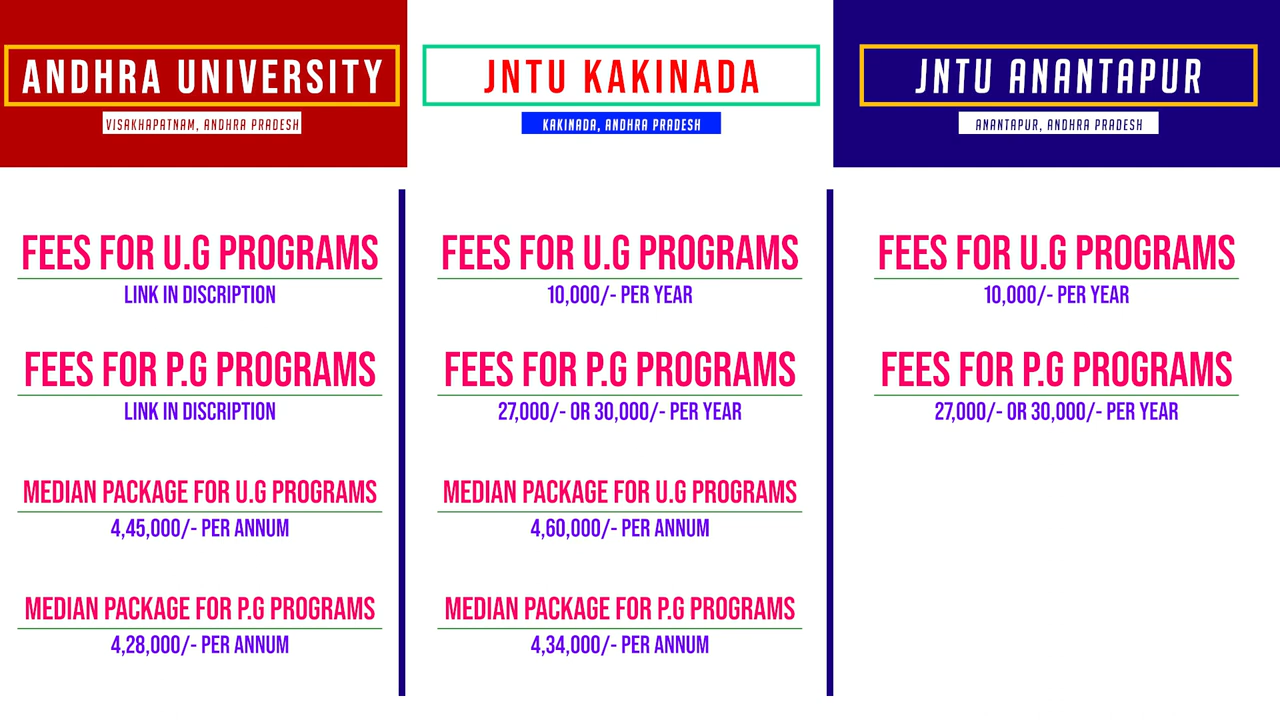 ANDHRA UNIVERSITY
VISAKHAPATNAM, ANDHRA PRADESH
FEES FOR U.G PROGRAMS
LINK IN DISCRIPTION
FEES FOR P.G PROGRAMS
LINK IN DISCRIPTION
MEDIAN PACKAGE FOR U.G PROGRAMS
4,45,000/- PER ANNUM
MEDIAN PACKAGE FOR P.G PROGRAMS
4,28,000/- PER ANNUM
JNTU KAKINADA
KAKINADA, ANDHRA PRADESH
FEES FOR U.G PROGRAMS
10,000/- PER YEAR
FEES FOR P.G PROGRAMS
27,000/- OR 30,000/- PER YEAR
MEDIAN PACKAGE FOR U.G PROGRAMS
4,60,000/- PER ANNUM
MEDIAN PACKAGE FOR P.G PROGRAMS
4,34,000/- PER ANNUM
JNTU ANANTAPUR
ANANTAPUR, ANDHRA PRADESH
FEES FOR U.G PROGRAMS
10,000/- PER YEAR
FEES FOR P.G PROGRAMS
27,000/- OR 30,000/- PER YEAR